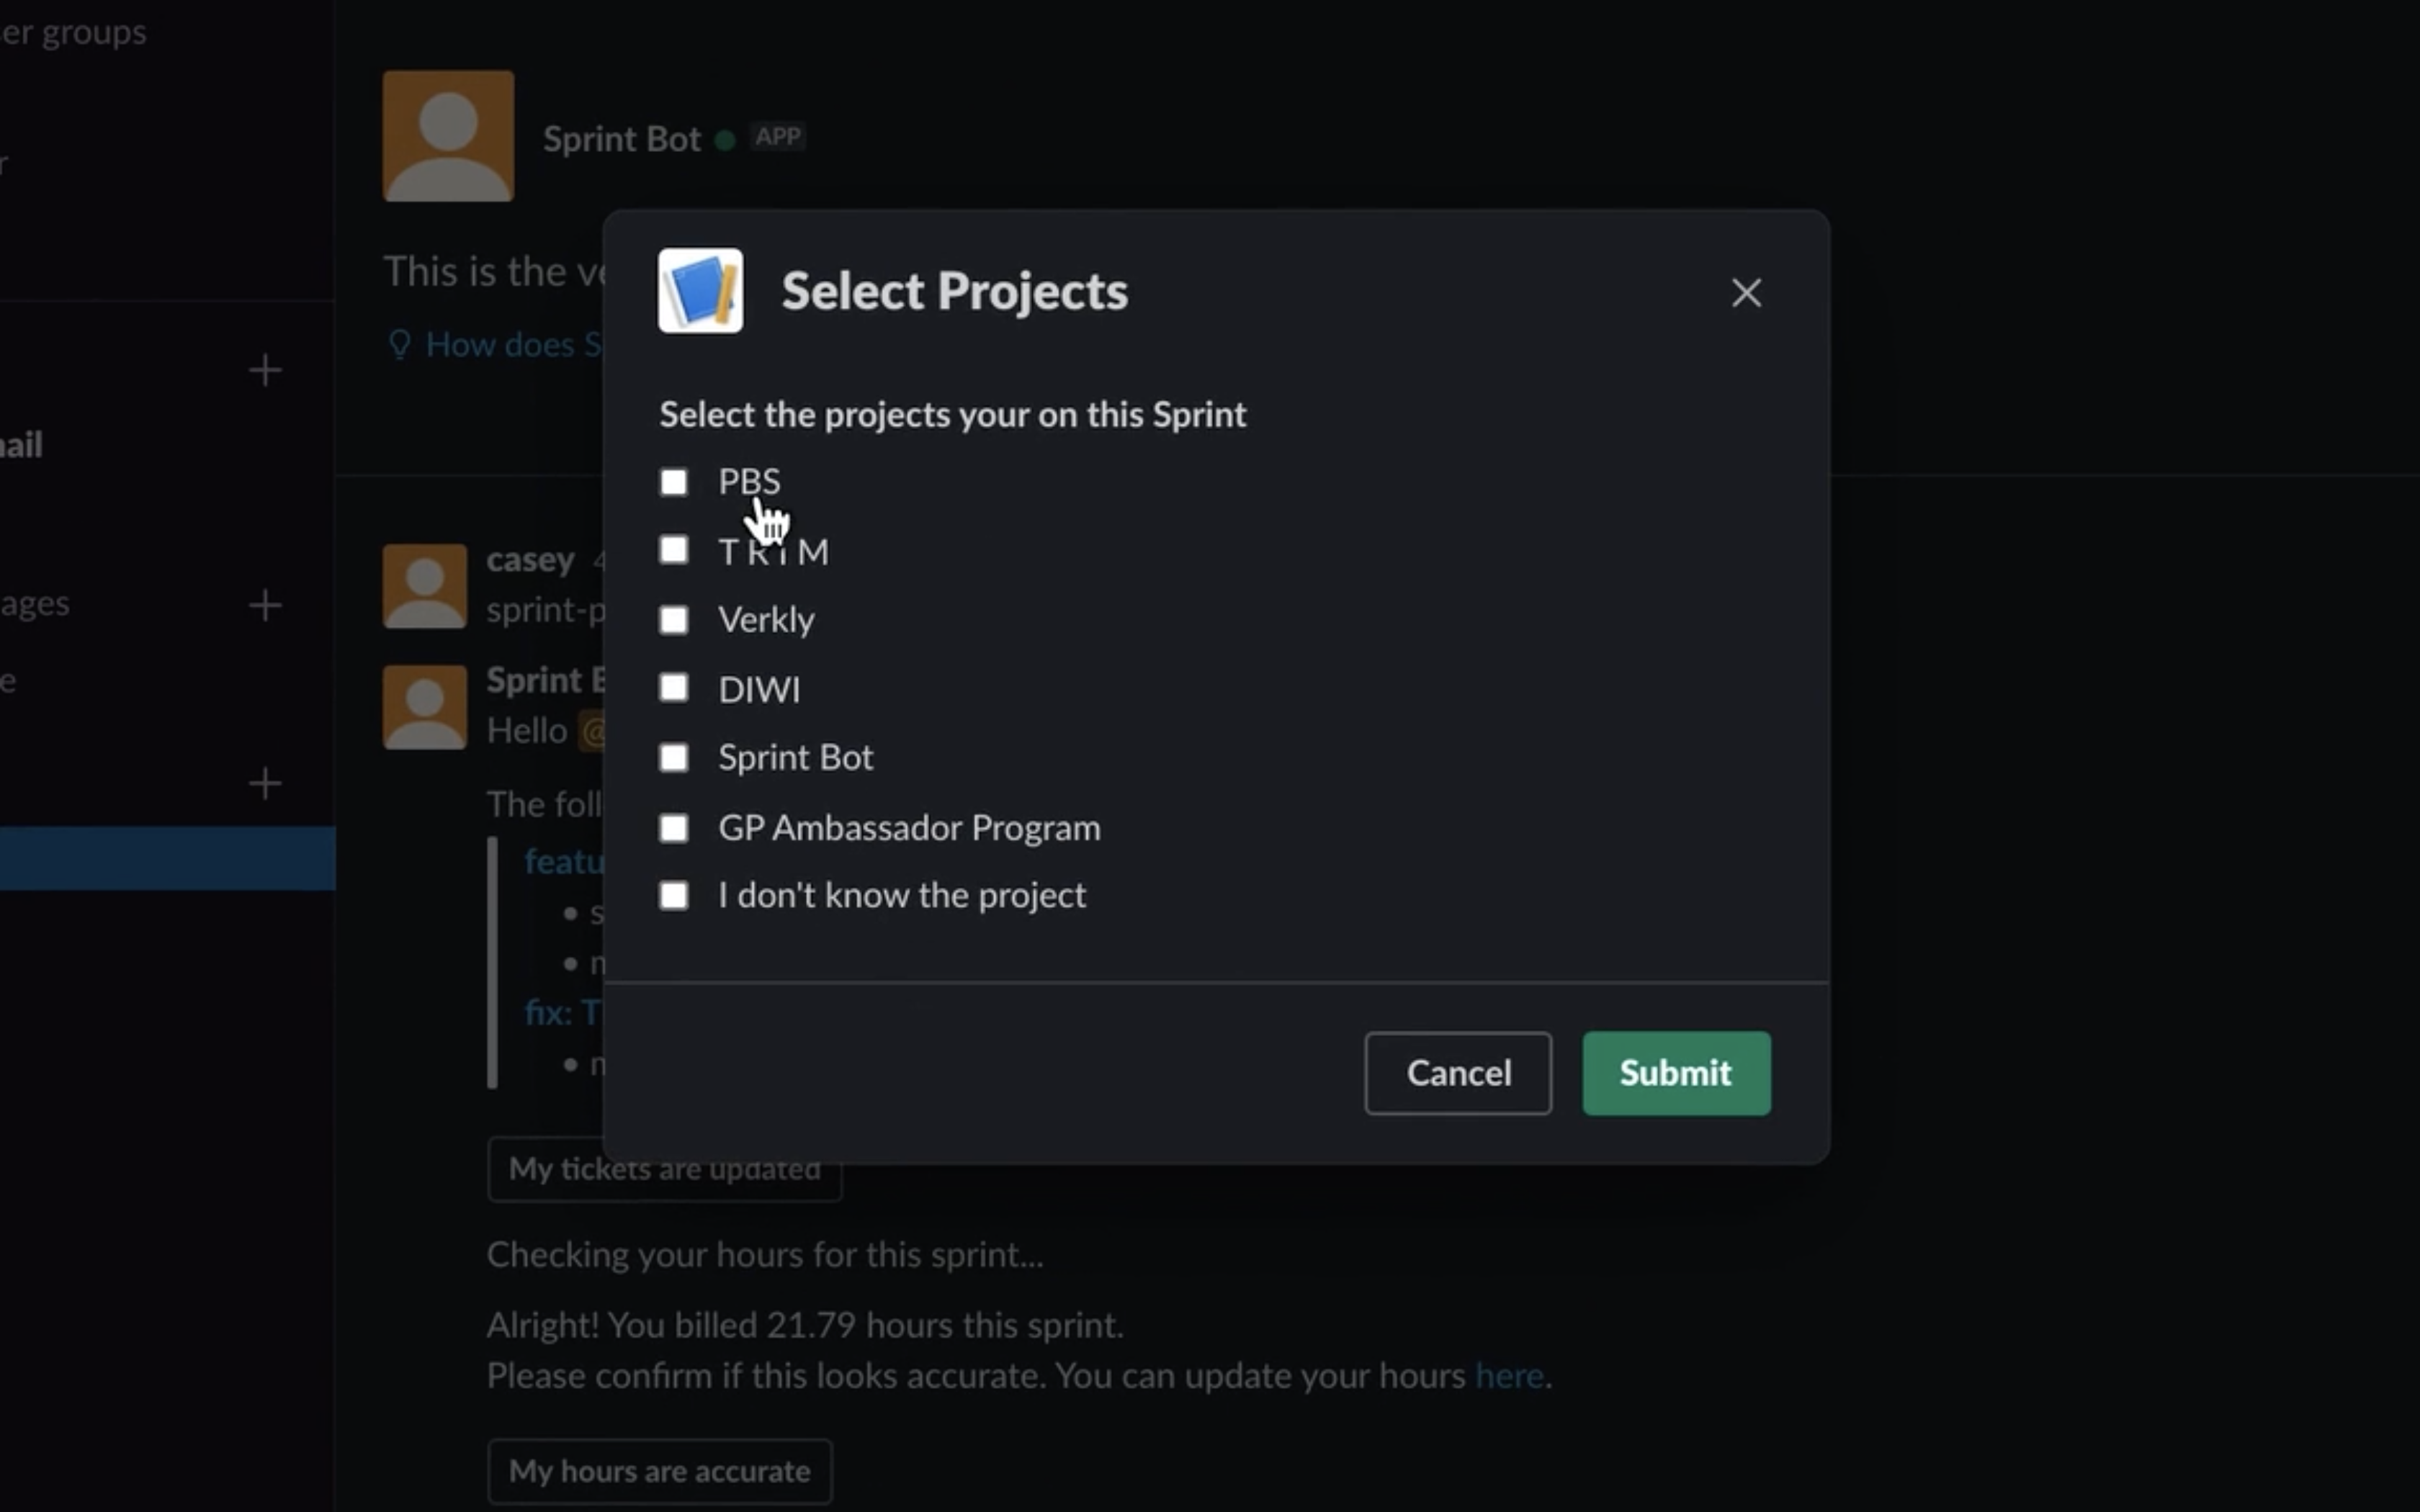 er groups
Sprint Bot APP
This is the ve
How does S
Select Projects
Select the projects your on this Sprint
PBS
T R I M
Verkly
DIWI
Sprint Bot
GP Ambassador Program
I don't know the project
Cancel
Submit
ail
ages
e
casey 4
sprint-p
Sprint B
Hello @
The foll
featu
s
fix: T
My tickets are updated
Checking your hours for this sprint...
Alright! You billed 21.79 hours this sprint.
Please confirm if this looks accurate. You can update your hours here.
My hours are accurate